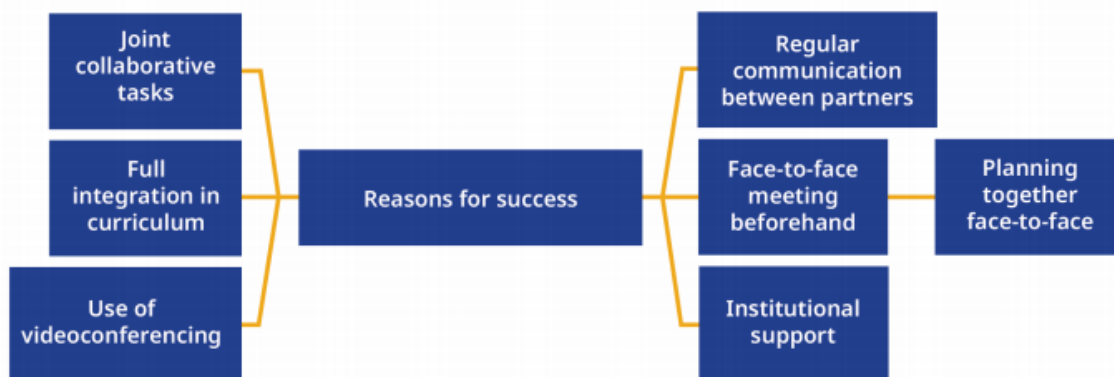 Joint
collaborative
tasks
Full
integration in
curriculum
Use of
videoconferencing
Reasons for success
Regular
communication
between partners
Face-to-face
meeting
beforehand
Planning
together
face-to-face
Institutional
support